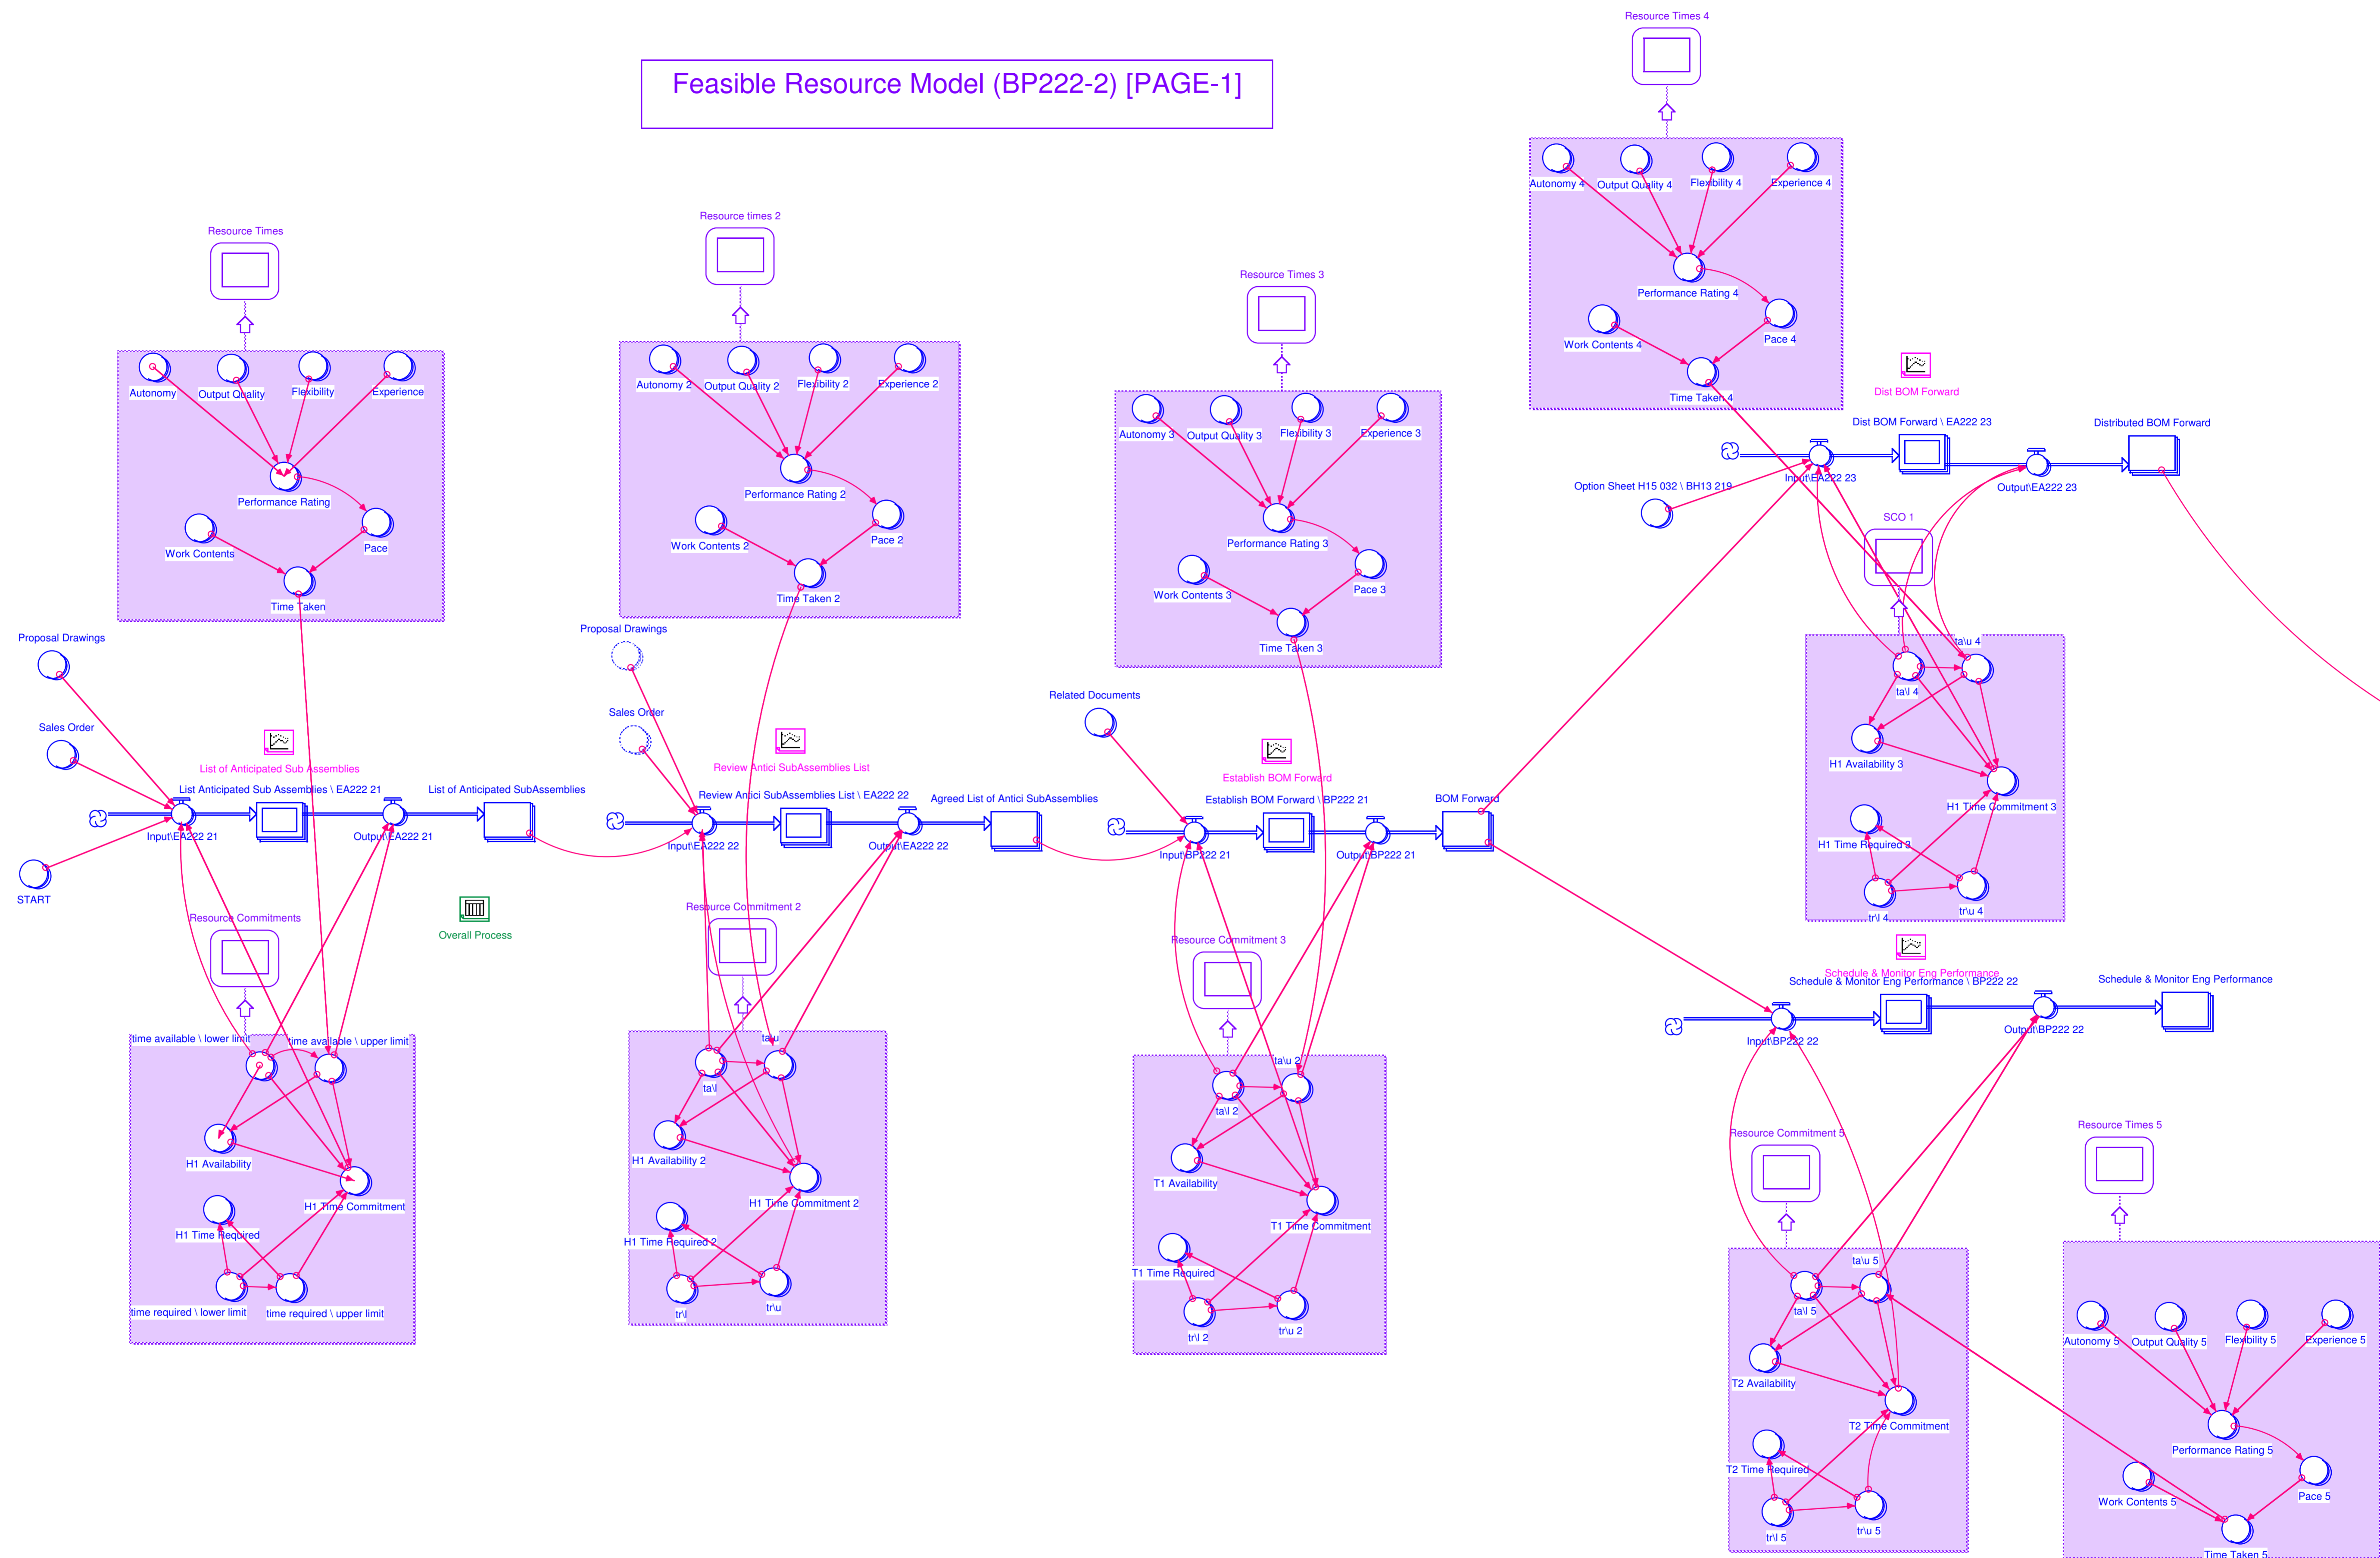 Feasible Resource Model (BP222-2) [PAGE-1]
Resource Times
Autonomy
Output Quality
Flexibility
Experience
Performance Rating
Work Contents
Pace
Time Taken
Proposal Drawings
Sales Order
List of Anticipated Sub Assemblies
List Anticipated Sub Assemblies \ EA222 21
List of Anticipated SubAssemblies
Input\EA222 21
Output\EA222 21
START
Overall Process
Resource Commitments
time available \ lower limit
time available \ upper limit
H1 Availability
H1 Time Commitment
H1 Time Required
time required \ lower limit
time required \ upper limit
Resource times 2
Autonomy 2
Output Quality 2
Flexibility 2
Experience 2
Performance Rating 2
Work Contents 2
Pace 2
Time Taken 2
Proposal Drawings
Sales Order
Review Antici SubAssemblies List
Review Antici SubAssemblies List \ EA222 22
Agreed List of Antici SubAssemblies
Input\EA222 22
Output\EA222 22
Resource Commitment 2
ta\u
ta\l
H1 Availability 2
H1 Time Commitment 2
H1 Time Required 2
tr\l
tr\u
Resource Times 3
Autonomy 3
Output Quality 3
Flexibility 3
Experience 3
Performance Rating 3
Work Contents 3
Pace 3
Time Taken 3
Related Documents
Establish BOM Forward
Establish BOM Forward \ BP222 21
BOM Forward
Input\BP222 21
Output\BP222 21
Resource Commitment 3
ta\u 2
ta\l 2
T1 Availability
T1 Time Commitment
T1 Time Required
tr\l 2
tr\u 2
Resource Times 4
Autonomy 4
Output Quality 4
Flexibility 4
Experience 4
Performance Rating 4
Work Contents 4
Pace 4
Time Taken 4
Dist BOM Forward
Dist BOM Forward \ EA222 23
Distributed BOM Forward
Input\EA222 23
Output\EA222 23
Option Sheet H15 032 \ BH13 219
SCO 1
ta\u 4
ta\l 4
H1 Availability 3
H1 Time Commitment 3
H1 Time Required 3
tr\l 4
tr\u 4
Schedule & Monitor Eng Performance
Schedule & Monitor Eng Performance \ BP222 22
Schedule & Monitor Eng Performance
Input\BP222 22
Output\BP222 22
Resource Commitment 5
ta\u 5
ta\l 5
T2 Availability
T2 Time Commitment
T2 Time Required
tr\l 5
tr\u 5
Resource Times 5
Autonomy 5
Output Quality 5
Flexibility 5
Experience 5
Performance Rating 5
Work Contents 5
Pace 5
Time Taken 5